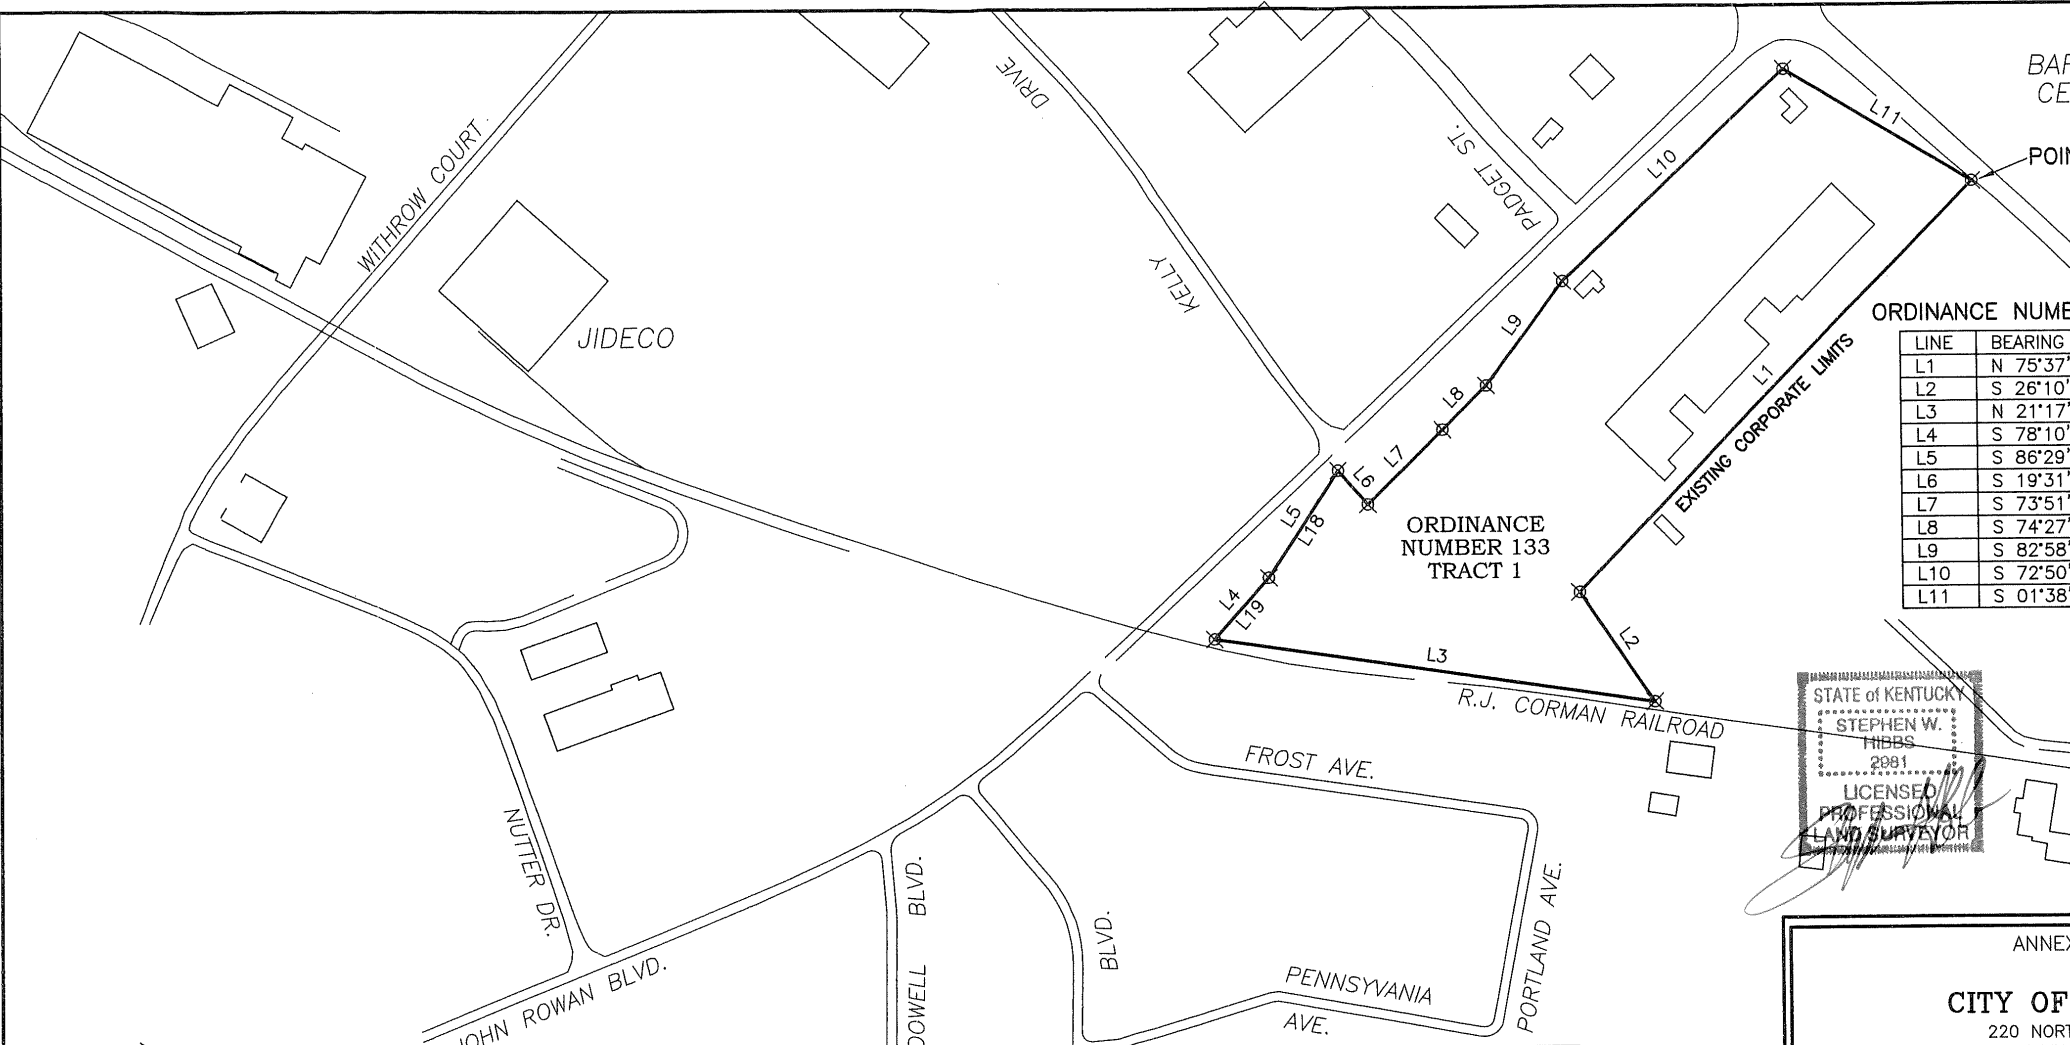 DRIVE
BAR
CE
L11
WITHROW COURT
PADGET ST.
L10
POIN
KELLY
JIDECO
L9
ORDINANCE NUMBE
LINE BEARING
L1 N 75°37'
L2 S 26°10'
L3 N 21°17'
L4 S 78°10'
L5 S 86°29'
L6 S 19°31'
L7 S 73°51'
L8 S 74°27'
L9 S 82°58'
L10 S 72°50'
L11 S 01°38'
L1
EXISTING CORPORATE LIMITS
L8
L7
L6
L5
L18
ORDINANCE
NUMBER 133
TRACT 1
L4
L19
L2
L3
R.J. CORMAN RAILROAD
STATE of KENTUCKY
STEPHEN W.
HIBBS
2981
LICENSED
PROFESSIONAL
LAND SURVEYOR
FROST AVE.
NUTTER DR.
DOWELL BLVD.
BLVD.
PORTLAND AVE.
JOHN ROWAN BLVD.
PENNSYVANIA
AVE.
ANNEX
CITY OF
220 NORT